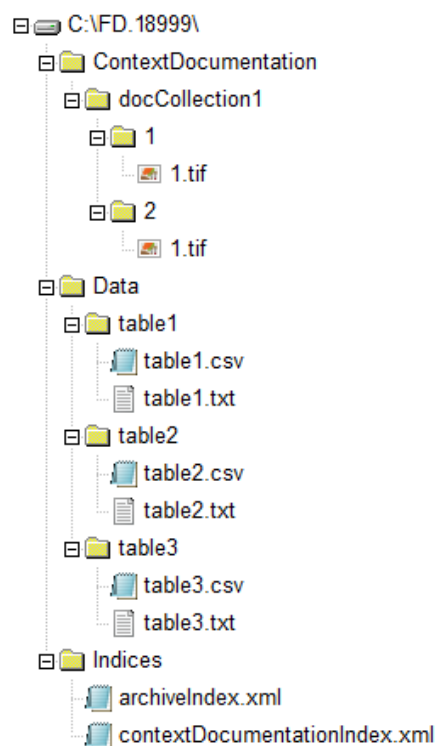 C:\FD.18999\
ContextDocumentation
docCollection1
1
1.tif
2
1.tif
Data
table1
table1.csv
table1.txt
table2
table2.csv
table2.txt
table3
table3.csv
table3.txt
Indices
archiveIndex.xml
contextDocumentationIndex.xml